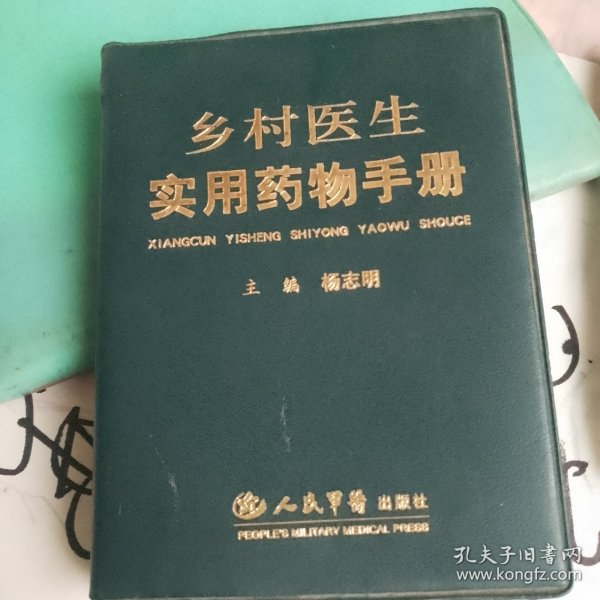 乡村医生
实用药物手册
XIANGCUN YISHENG SHIYONG YAOWU SHOUCE
主 编 杨志明
人民军医 出版社
PEOPLE'S MILITARY MEDICAL PRESS
孔夫子旧书网
www.kongfz.com